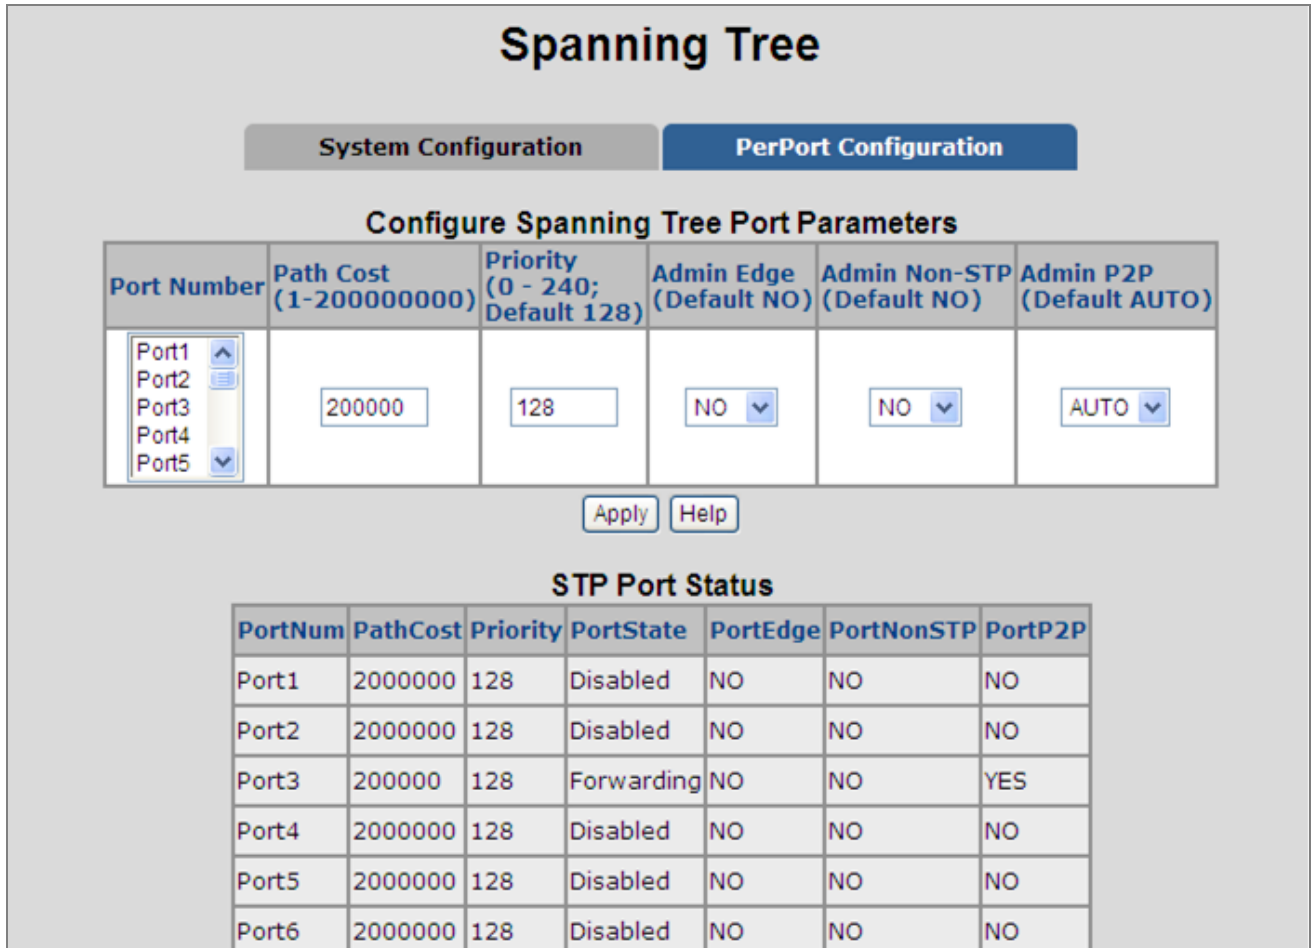 Spanning Tree
System Configuration PerPort Configuration
Configure Spanning Tree Port Parameters
Port Number Path Cost (1-200000000) Priority (0 - 240; Default 128) Admin Edge (Default NO) Admin Non-STP (Default NO) Admin P2P (Default AUTO)
Port1
Port2
Port3
Port4
Port5
200000 128 NO NO AUTO
Apply Help
STP Port Status
PortNum PathCost Priority PortState PortEdge PortNonSTP PortP2P
Port1 2000000 128 Disabled NO NO NO
Port2 2000000 128 Disabled NO NO NO
Port3 200000 128 Forwarding NO NO YES
Port4 2000000 128 Disabled NO NO NO
Port5 2000000 128 Disabled NO NO NO
Port6 2000000 128 Disabled NO NO NO